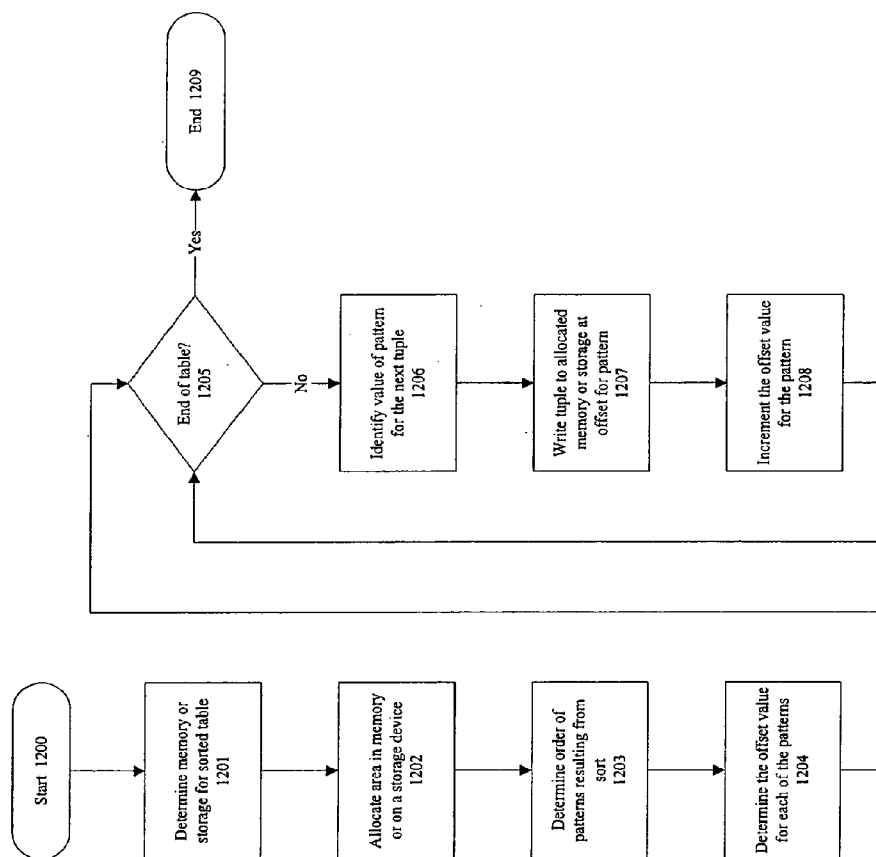 Start 1200
Determine memory or
storage for sorted table
1201
Allocate area in memory
or on a storage device
1202
Determine order of
patterns resulting from
sort
1203
Determine the offset value
for each of the patterns
1204
End of table?
1205
Yes
End 1209
No
Identify value of pattern
for the next tuple
1206
Write tuple to allocated
memory or storage at
offset for pattern
1207
Increment the offset value
for the pattern
1208